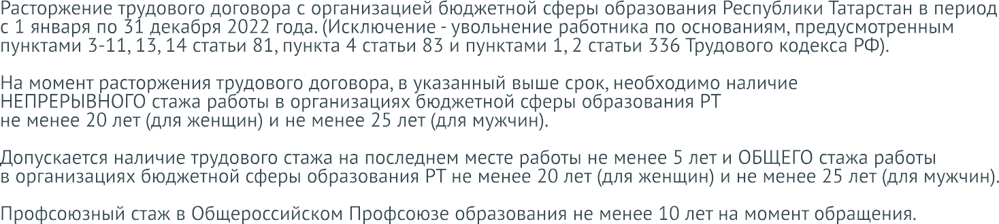 Расторжение трудового договора с организацией бюджетной сферы образования Республики Татарстан в период
с 1 января по 31 декабря 2022 года. (Исключение - увольнение работника по основаниям, предусмотренным
пунктами 3-11, 13, 14 статьи 81, пункта 4 статьи 83 и пунктами 1, 2 статьи 336 Трудового кодекса РФ).
На момент расторжения трудового договора, в указанный выше срок, необходимо наличие
НЕПРЕРЫВНОГО стажа работы в организациях бюджетной сферы образования РТ
не менее 20 лет (для женщин) и не менее 25 лет (для мужчин).
Допускается наличие трудового стажа на последнем месте работы не менее 5 лет и ОБЩЕГО стажа работы
в организациях бюджетной сферы образования РТ не менее 20 лет (для женщин) и не менее 25 лет (для мужчин).
Профсоюзный стаж в Общероссийском Профсоюзе образования не менее 10 лет на момент обращения.